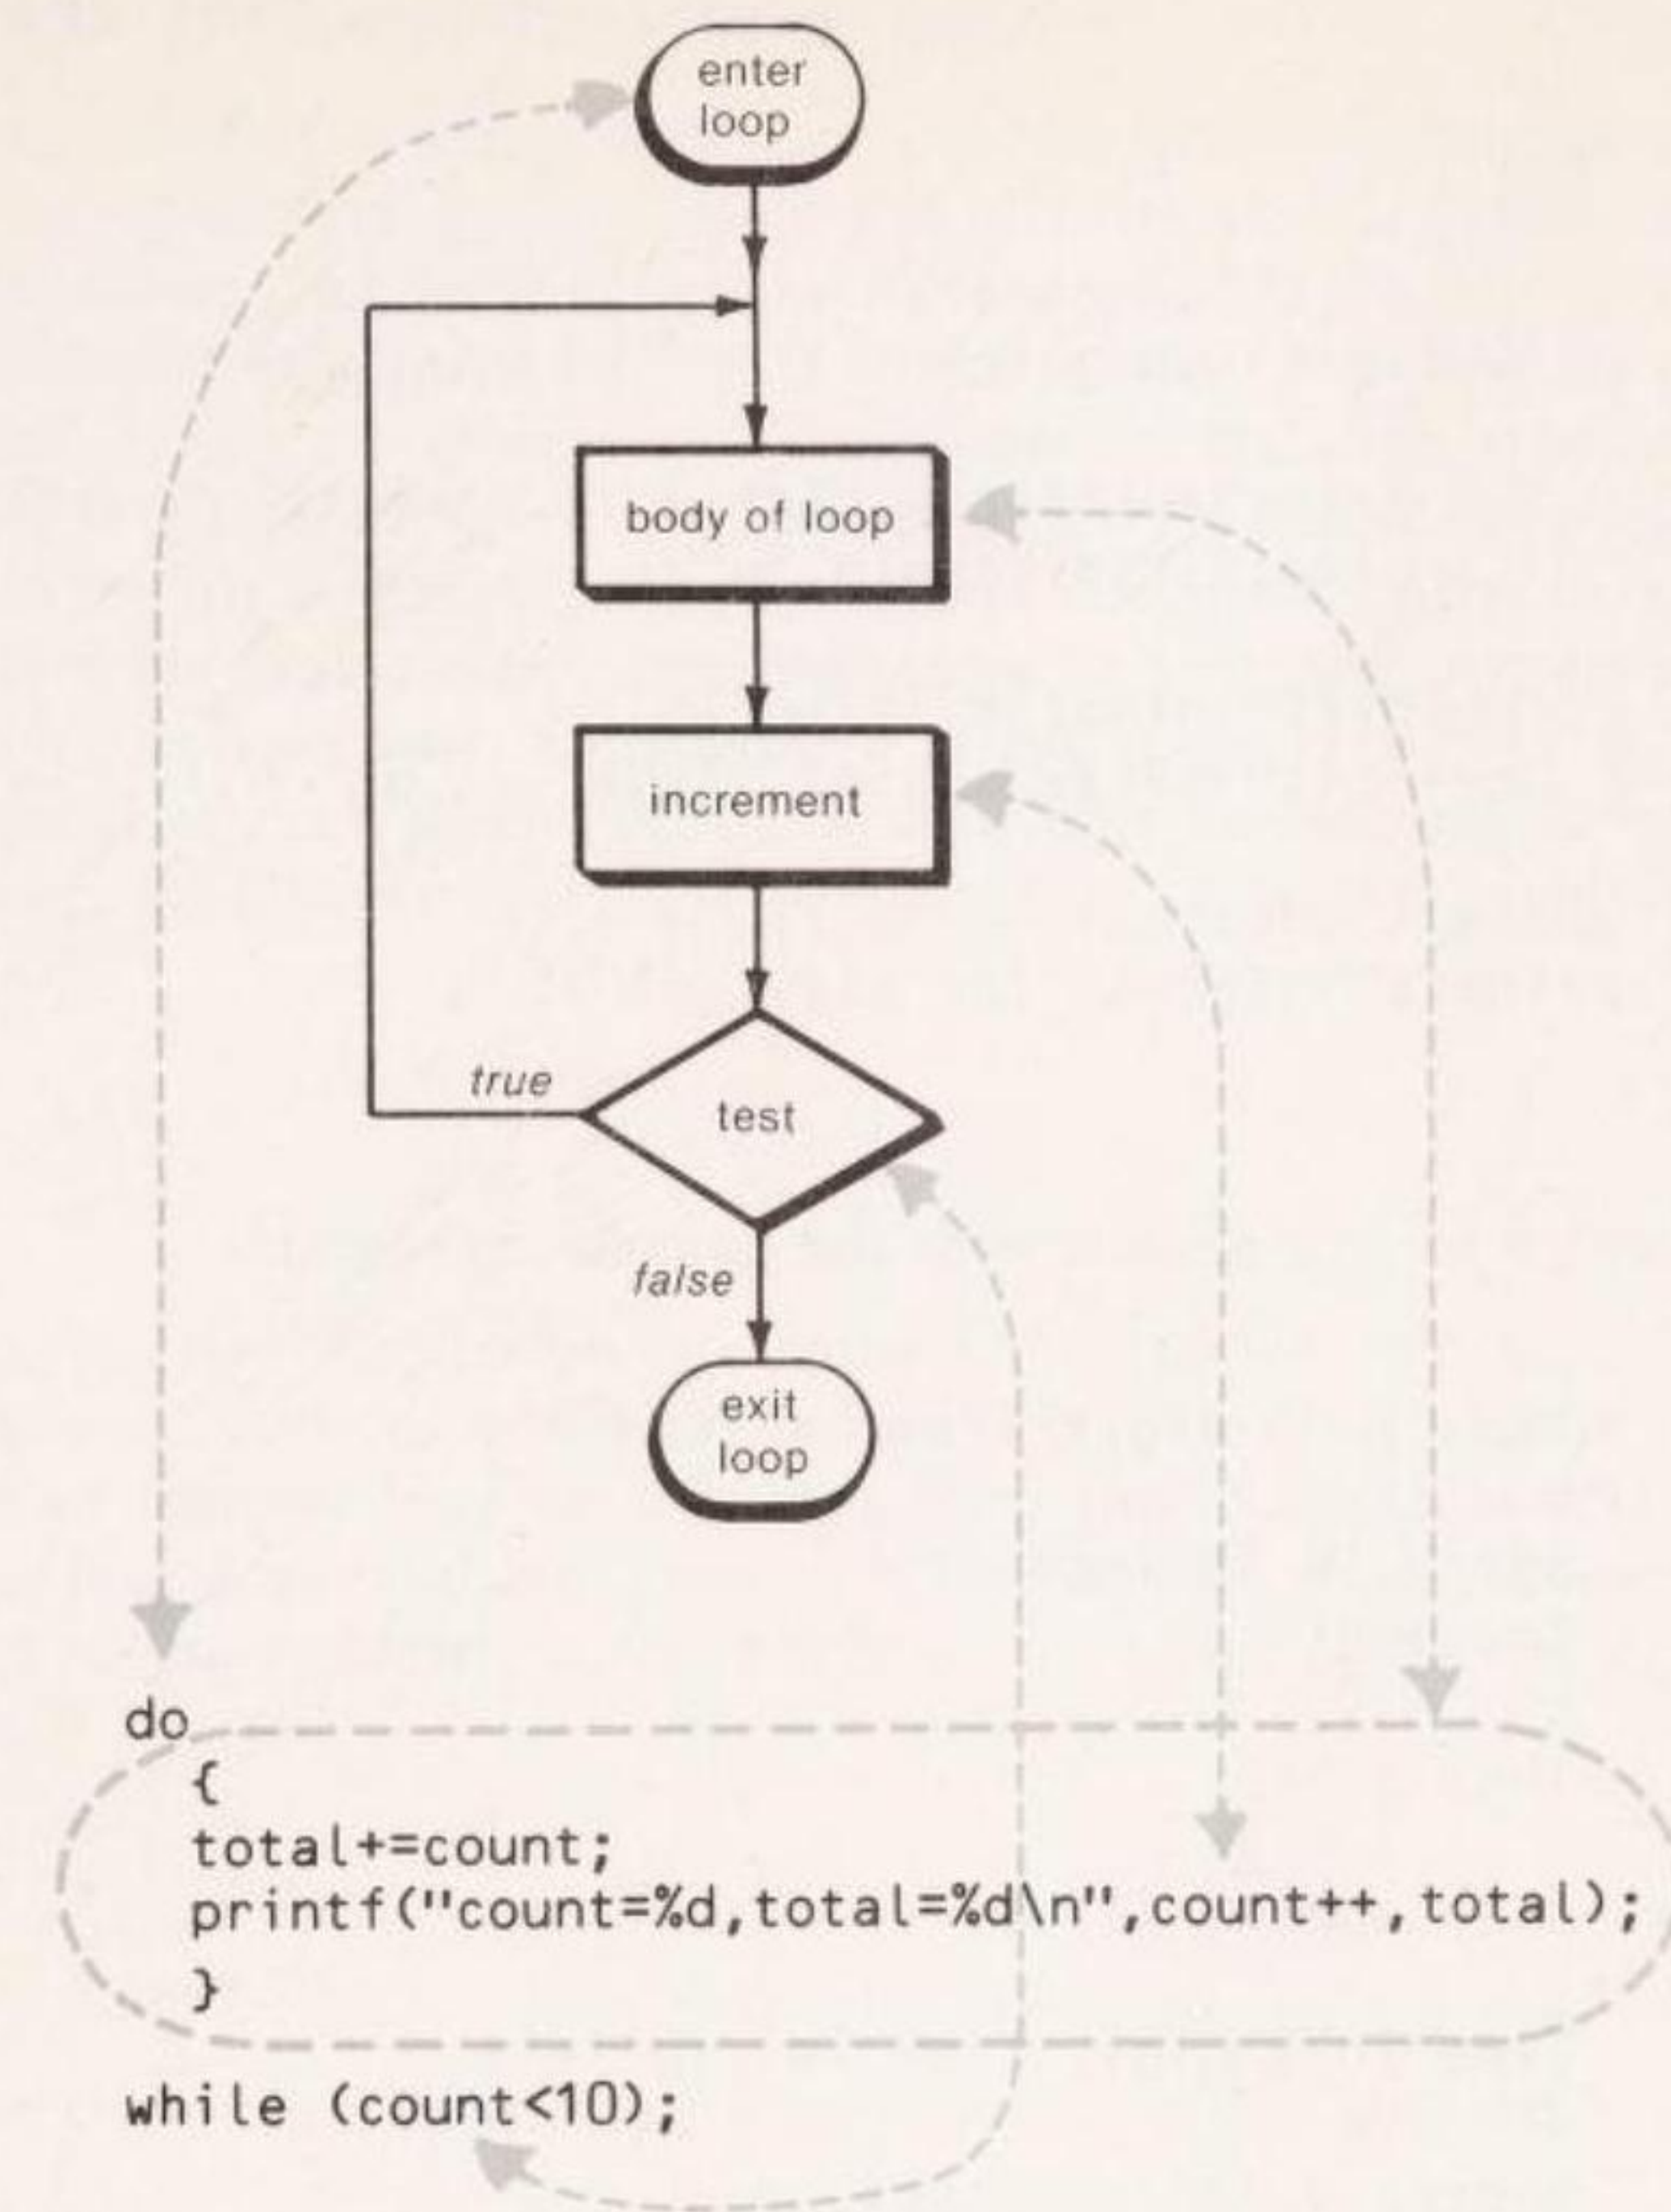 enter
loop
body of loop
increment
true
test
false
exit
loop
do
{
total+=count;
printf("count=%d,total=%d\n",count++,total);
}
while (count<10);